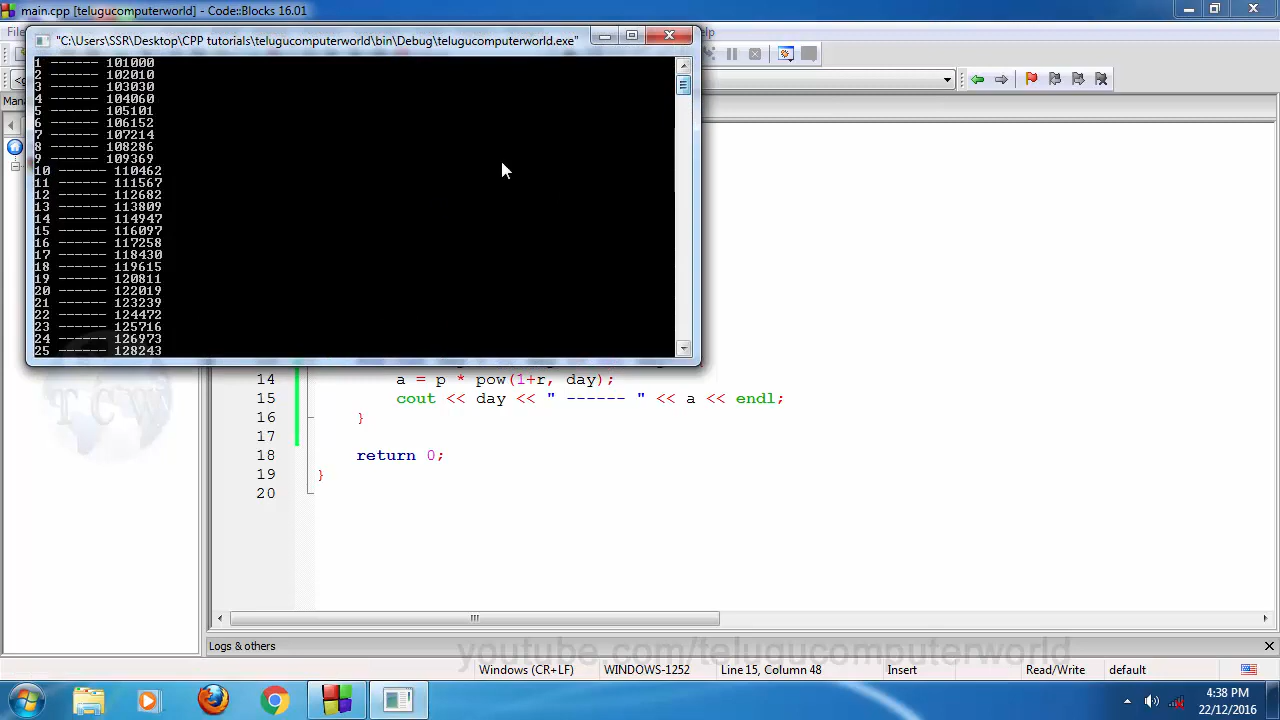 main.cpp [telugucomputerworld] - Code::Blocks 16.01
"C:\Users\SSR\Desktop\CPP tutorials\telugucomputerworld\bin\Debug\telugucomputerworld.exe"
1 ------ 101000
2 ------ 102010
3 ------ 103030
4 ------ 104060
5 ------ 105101
6 ------ 106152
7 ------ 107214
8 ------ 108286
9 ------ 109369
10 ------ 110462
11 ------ 111567
12 ------ 112682
13 ------ 113809
14 ------ 114947
15 ------ 116097
16 ------ 117258
17 ------ 118430
18 ------ 119615
19 ------ 120811
20 ------ 122019
21 ------ 123239
22 ------ 124472
23 ------ 125716
24 ------ 126973
25 ------ 128243
14 a = p * pow(1+r, day);
15 cout << day << " ------ " << a << endl;
16 }
17
18 return 0;
19 }
20
TCW
Logs & others
youtube.com/telugucomputerworld
Windows (CR+LF) WINDOWS-1252 Line 15, Column 48 Insert Read/Write default
4:38 PM
22/12/2016